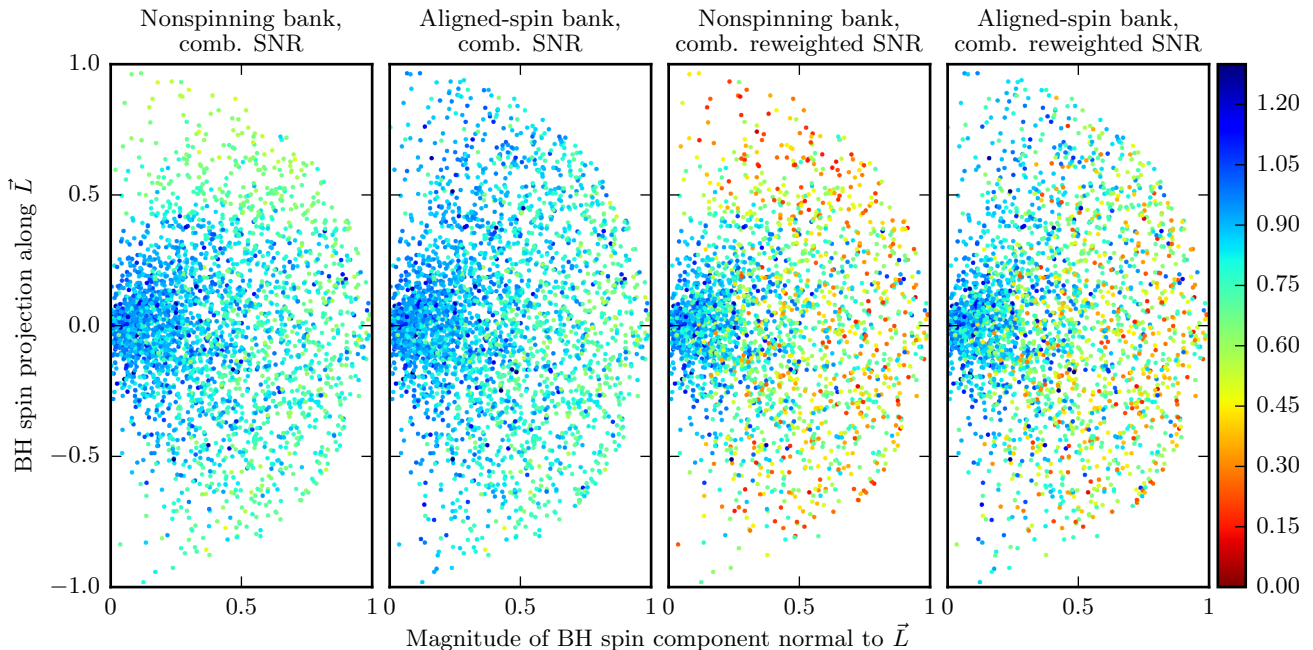 Nonspinning bank,
comb. SNR
Aligned-spin bank,
comb. SNR
Nonspinning bank,
comb. reweighted SNR
Aligned-spin bank,
comb. reweighted SNR
BH spin projection along $\vec{L}$
1.0
0.5
0.0
−0.5
−1.0
0 0.5 1
0 0.5 1
0 0.5 1
0 0.5 1
Magnitude of BH spin component normal to $\vec{L}$
1.20
1.05
0.90
0.75
0.60
0.45
0.30
0.15
0.00